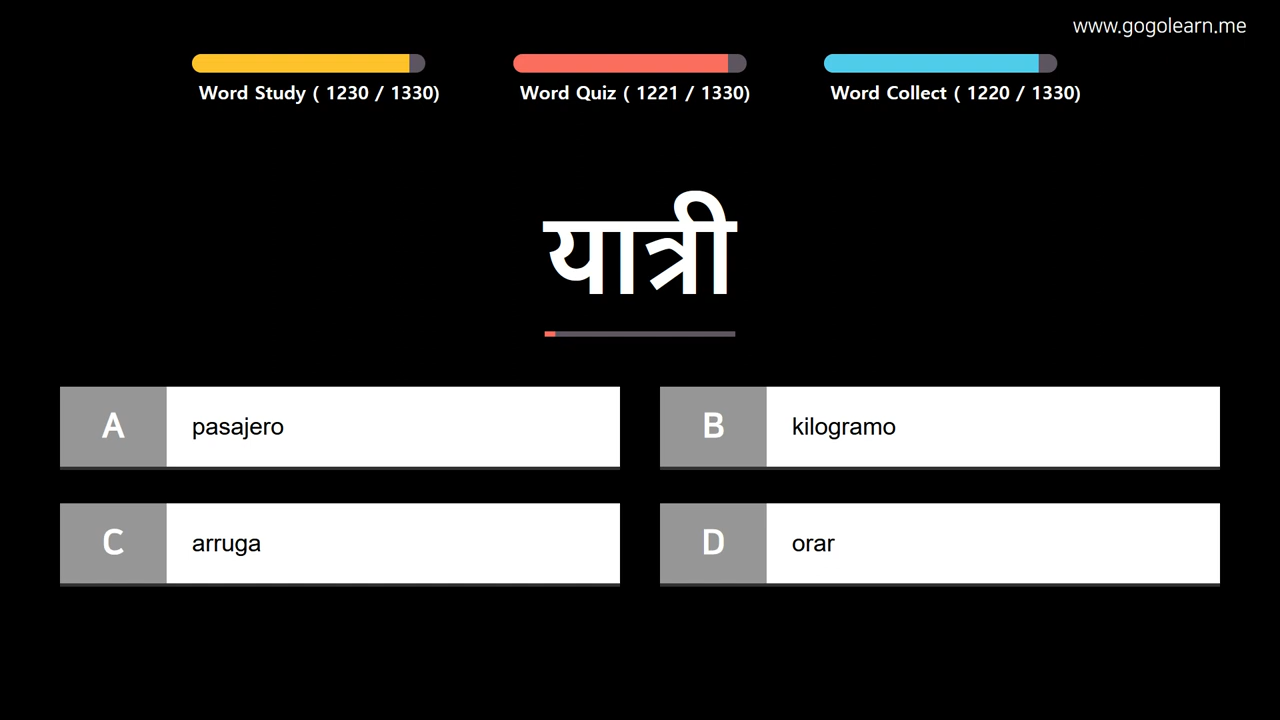 www.gogolearn.me
Word Study ( 1230 / 1330)
Word Quiz ( 1221 / 1330)
Word Collect ( 1220 / 1330)
यात्री
A pasajero
B kilogramo
C arruga
D orar